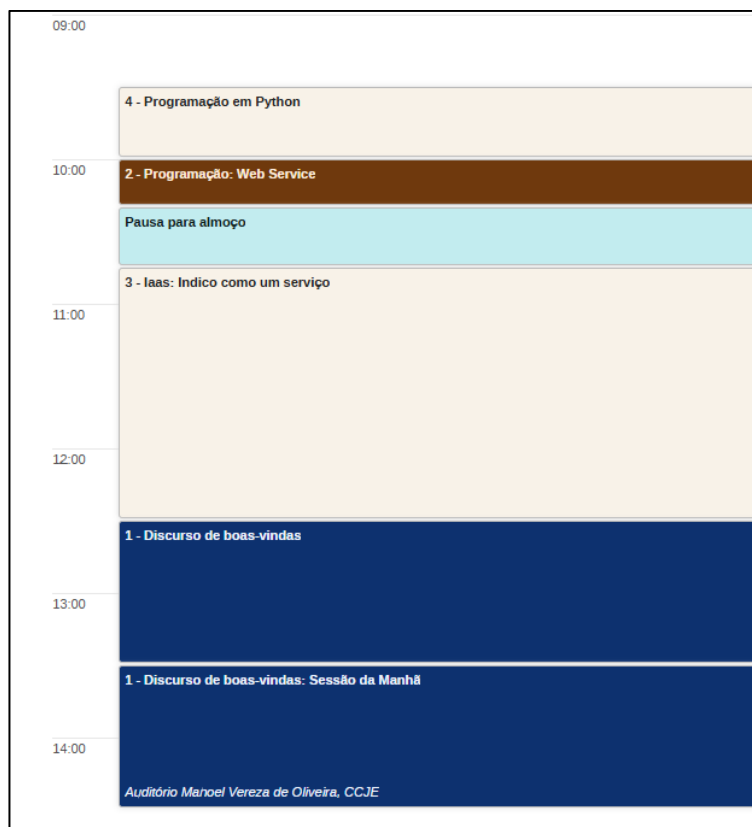 09:00
4 - Programação em Python
10:00
2 - Programação: Web Service
Pausa para almoço
3 - Iaas: Indico como um serviço
11:00
12:00
1 - Discurso de boas-vindas
13:00
1 - Discurso de boas-vindas: Sessão da Manhã
14:00
Auditório Manoel Vereza de Oliveira, CCJE